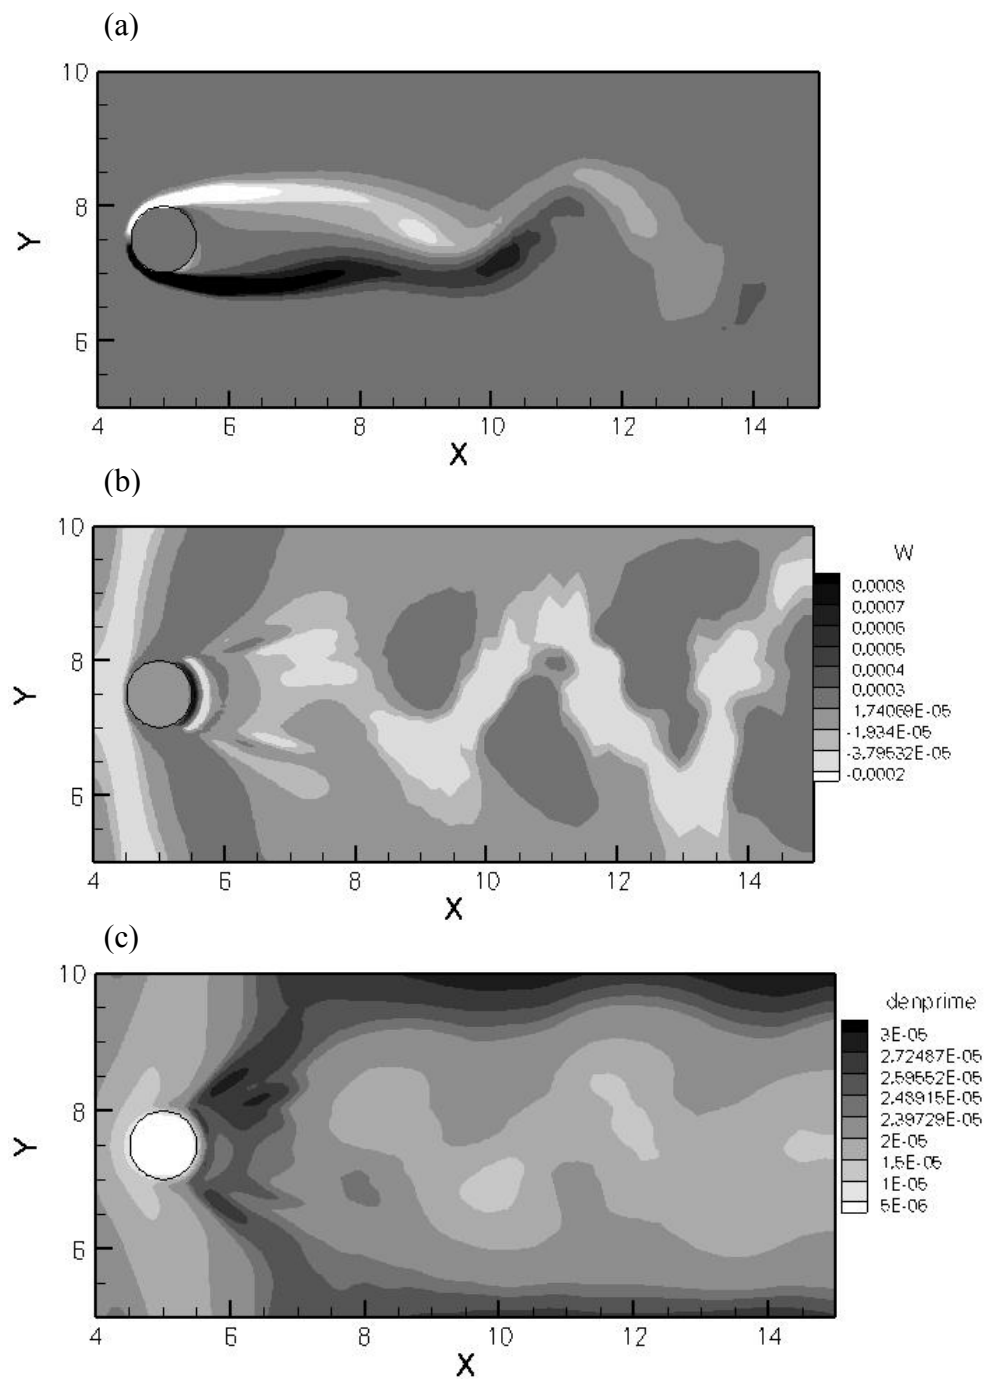 (a)
10
8
6
Y
4 6 8 10 12 14
X
(b)
10
8
6
Y
4 6 8 10 12 14
X
W
0.0008
0.0007
0.0006
0.0005
0.0004
0.0003
1.74069E-05
-1.934E-05
-3.79532E-05
-0.0002
(c)
10
8
6
Y
4 6 8 10 12 14
X
denprime
3E-05
2.72487E-05
2.59552E-05
2.48915E-05
2.39729E-05
2E-05
1.5E-05
1E-05
5E-06